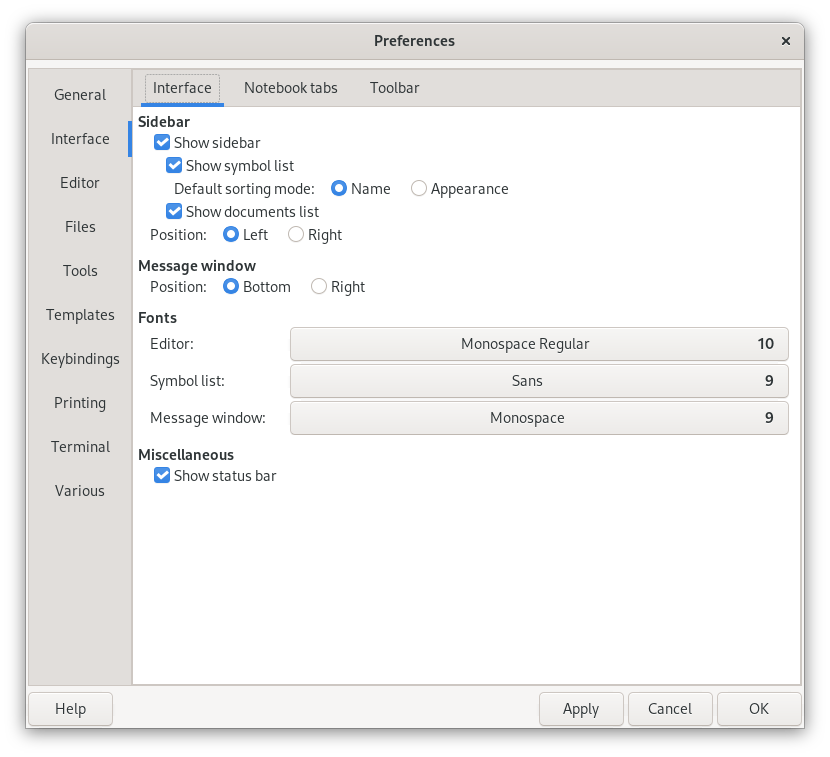 Preferences
General
Interface
Editor
Files
Tools
Templates
Keybindings
Printing
Terminal
Various
Interface Notebook tabs Toolbar
Sidebar
Show sidebar
Show symbol list
Default sorting mode: Name Appearance
Show documents list
Position: Left Right
Message window
Position: Bottom Right
Fonts
Editor: Monospace Regular 10
Symbol list: Sans 9
Message window: Monospace 9
Miscellaneous
Show status bar
Help Apply Cancel OK